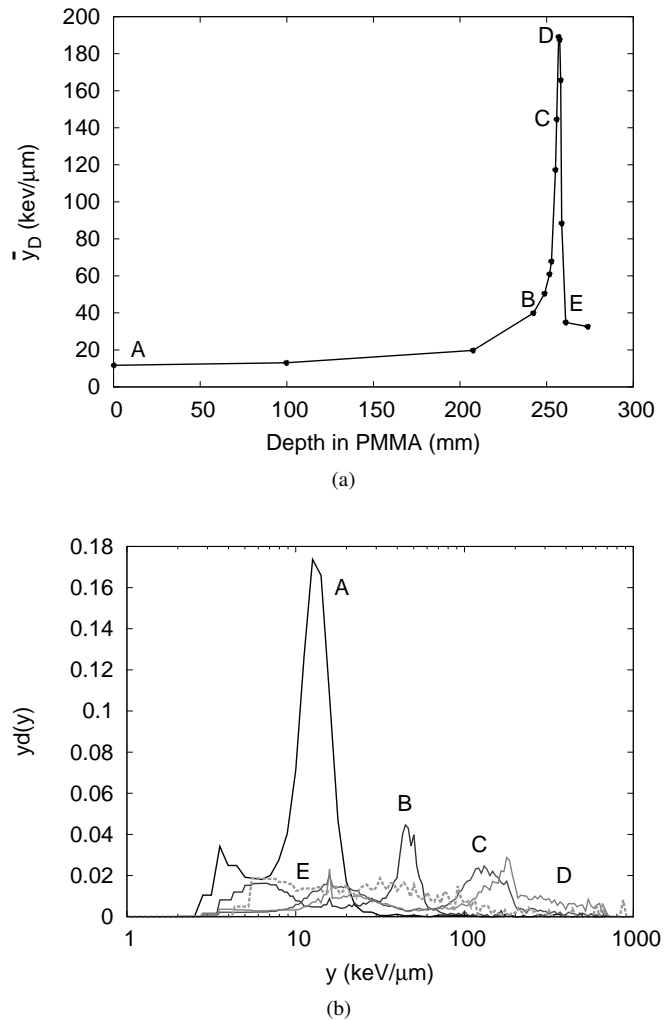 200
180
160
140
120
100
80
60
40
20
0
ȳ_D (kev/μm)
A
B
C
D
E
0 50 100 150 200 250 300
Depth in PMMA (mm)
(a)
0.18
0.16
0.14
0.12
0.1
0.08
0.06
0.04
0.02
0
yd(y)
A
B
C
D
E
1 10 100 1000
y (keV/μm)
(b)